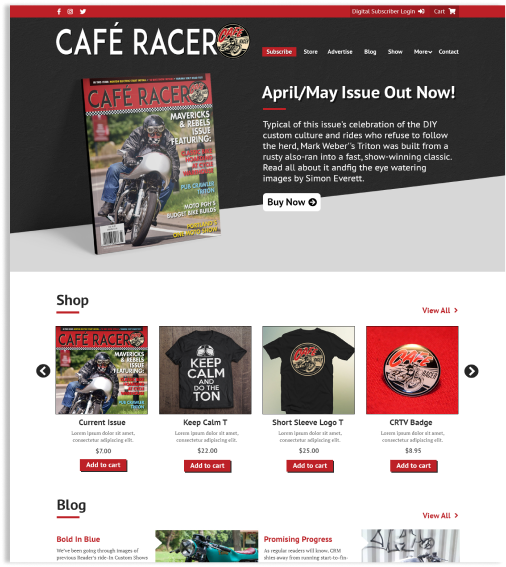 Digital Subscriber Login Cart
CAFÉ RACER
CAFE RACER
Subscribe Store Advertise Blog Show More Contact
April/May Issue Out Now!
Typical of this issue's celebration of the DIY
custom culture and rides who refuse to follow
the herd, Mark Weber''s Triton was built from a
rusty also-ran into a fast, show-winning classic.
Read all about it andfig the eye watering
images by Simon Everett.
Buy Now
CAFÉ RACER
MAVERICKS
& REBELS
ISSUE
FEATURING:
PUB CRAWLER
TRITON
MOTO PGH'S
BUDGET BIKE BUILDS
Shop
View All
CAFÉ RACER
MAVERICKS
& REBELS
ISSUE
FEATURING:
KEEP
CALM
AND
DO THE
TON
CAFE
RACER
CAFE
RACER
Current Issue
Keep Calm T
Short Sleeve Logo T
CRTV Badge
Lorem ipsum dolor sit amet,
consectetur adipiscing elit.
Lorem ipsum dolor sit amet,
consectetur adipiscing elit.
Lorem ipsum dolor sit amet,
consectetur adipiscing elit.
Lorem ipsum dolor sit amet,
consectetur adipiscing elit.
$7.00
$22.00
$25.00
$8.95
Add to cart
Add to cart
Add to cart
Add to cart
Blog
View All
Bold In Blue
We've been going through images of
previous Reader's ride-In Custom Shows
Promising Progress
As regular readers will know, CRM
shies away from running start-to-fin-